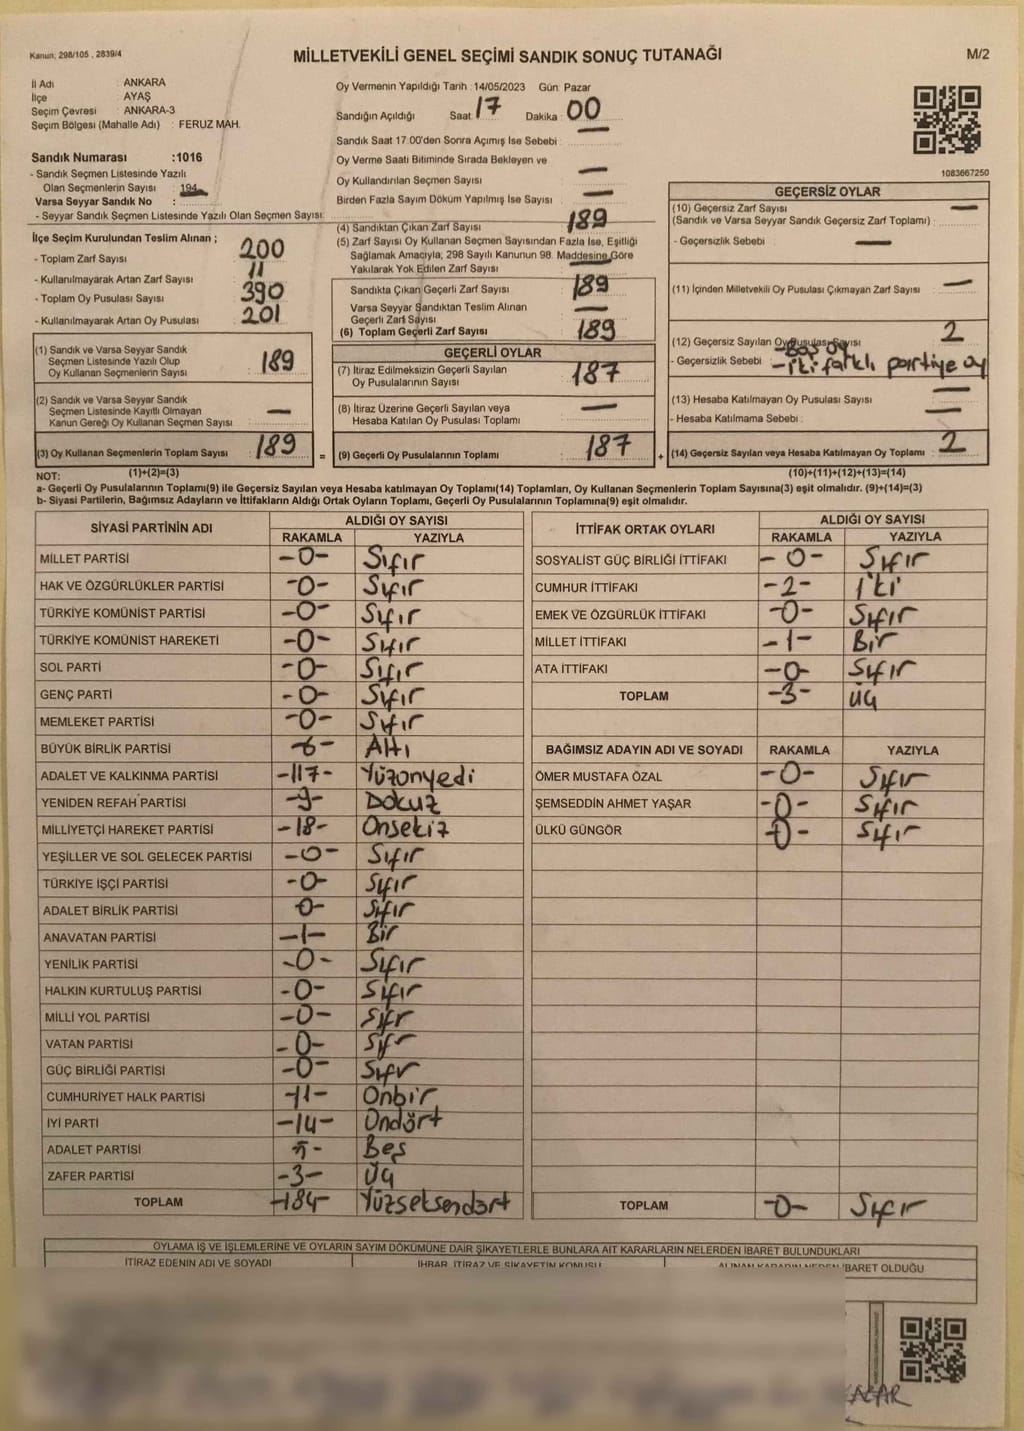 Kanun: 298/105 , 2839/4
MİLLETVEKİLİ GENEL SEÇİMİ SANDIK SONUÇ TUTANAĞI
M/2
İl Adı : ANKARA
İlçe : AYAŞ
Seçim Çevresi : ANKARA-3
Seçim Bölgesi (Mahalle Adı) : FERUZ MAH.
Sandık Numarası :1016
- Sandık Seçmen Listesinde Yazılı
Olan Seçmenlerin Sayısı : 194
Varsa Seyyar Sandık No :
- Seyyar Sandık Seçmen Listesinde Yazılı Olan Seçmen Sayısı:
İlçe Seçim Kurulundan Teslim Alınan ;
- Toplam Zarf Sayısı 200
- Kullanılmayarak Artan Zarf Sayısı 11
- Toplam Oy Pusulası Sayısı 390
- Kullanılmayarak Artan Oy Pusulası 201
(1) Sandık ve Varsa Seyyar Sandık
Seçmen Listesinde Yazılı Olup
Oy Kullanan Seçmenlerin Sayısı 189
(2) Sandık ve Varsa Seyyar Sandık
Seçmen Listesinde Kayıtlı Olmayan
Kanun Gereği Oy Kullanan Seçmen Sayısı —
(3) Oy Kullanan Seçmenlerin Toplam Sayısı 189
(1)+(2)=(3)
Oy Vermenin Yapıldığı Tarih :14/05/2023 Gün: Pazar
Sandığın Açıldığı Saat: 17 Dakika : 00
Sandık Saat 17:00'den Sonra Açımış İse Sebebi : —
Oy Verme Saati Bitiminde Sırada Bekleyen ve
Oy Kullandırılan Seçmen Sayısı —
Birden Fazla Sayım Döküm Yapılmış İse Sayısı : —
(4) Sandıktan Çıkan Zarf Sayısı 189
(5) Zarf Sayısı Oy Kullanan Seçmen Sayısından Fazla İse, Eşitliği
Sağlamak Amacıyla; 298 Sayılı Kanunun 98. Maddesine Göre
Yakılarak Yok Edilen Zarf Sayısı —
Sandıkta Çıkan Geçerli Zarf Sayısı 189
Varsa Seyyar Sandıktan Teslim Alınan
Geçerli Zarf Sayısı —
(6) Toplam Geçerli Zarf Sayısı 189
GEÇERLİ OYLAR
(7) İtiraz Edilmeksizin Geçerli Sayılan
Oy Pusulalarının Sayısı 187
(8) İtiraz Üzerine Geçerli Sayılan veya
Hesaba Katılan Oy Pusulası Toplamı —
= (9) Geçerli Oy Pusulalarının Toplamı : 187
1083667250
GEÇERSİZ OYLAR
(10) Geçersiz Zarf Sayısı —
(Sandık ve Varsa Seyyar Sandık Geçersiz Zarf Toplamı) :
- Geçersizlik Sebebi : —
(11) İçinden Milletvekili Oy Pusulası Çıkmayan Zarf Sayısı —
(12) Geçersiz Sayılan Oy Pusulası Sayısı 2
- Boş oy
- Geçersizlik Sebebi : -iki farklı partiye oy
(13) Hesaba Katılmayan Oy Pusulası Sayısı —
- Hesaba Katılmama Sebebi : —
+ (14) Geçersiz Sayılan veya Hesaba Katılmayan Oy Toplamı : 2
(10)+(11)+(12)+(13)=(14)
NOT:
a- Geçerli Oy Pusulalarının Toplamı(9) ile Geçersiz Sayılan veya Hesaba katılmayan Oy Toplamı(14) Toplamları, Oy Kullanan Seçmenlerin Toplam Sayısına(3) eşit olmalıdır. (9)+(14)=(3)
b- Siyasi Partilerin, Bağımsız Adayların ve İttifakların Aldığı Ortak Oyların Toplamı, Geçerli Oy Pusulalarının Toplamına(9) eşit olmalıdır.
SİYASİ PARTİNİN ADI ALDIĞI OY SAYISI
RAKAMLA YAZIYLA
MİLLET PARTİSİ -0- Sıfır
HAK VE ÖZGÜRLÜKLER PARTİSİ -0- Sıfır
TÜRKİYE KOMÜNİST PARTİSİ -0- Sıfır
TÜRKİYE KOMÜNİST HAREKETİ -0- Sıfır
SOL PARTİ -0- Sıfır
GENÇ PARTİ -0- Sıfır
MEMLEKET PARTİSİ -0- Sıfır
BÜYÜK BİRLİK PARTİSİ -6- Altı
ADALET VE KALKINMA PARTİSİ -117- Yüzonyedi
YENİDEN REFAH PARTİSİ -9- Dokuz
MİLLİYETÇİ HAREKET PARTİSİ -18- Onsekiz
YEŞİLLER VE SOL GELECEK PARTİSİ -0- Sıfır
TÜRKİYE İŞÇİ PARTİSİ -0- Sıfır
ADALET BİRLİK PARTİSİ 0- Sıfır
ANAVATAN PARTİSİ -1- Bir
YENİLİK PARTİSİ -0- Sıfır
HALKIN KURTULUŞ PARTİSİ -0- Sıfır
MİLLİ YOL PARTİSİ -0- Sıfr
VATAN PARTİSİ -0- Sıfr
GÜÇ BİRLİĞİ PARTİSİ -0- Sıfır
CUMHURİYET HALK PARTİSİ -11- Onbir
İYİ PARTİ -14- Ondört
ADALET PARTİSİ 5- Beş
ZAFER PARTİSİ -3- Üç
TOPLAM -184- Yüzseksendört
İTTİFAK ORTAK OYLARI ALDIĞI OY SAYISI
RAKAMLA YAZIYLA
SOSYALİST GÜÇ BİRLİĞİ İTTİFAKI -0- Sıfır
CUMHUR İTTİFAKI -2- İki
EMEK VE ÖZGÜRLÜK İTTİFAKI -0- Sıfır
MİLLET İTTİFAKI -1- Bir
ATA İTTİFAKI -0- Sıfır
TOPLAM -3- Üç
BAĞIMSIZ ADAYIN ADI VE SOYADI RAKAMLA YAZIYLA
ÖMER MUSTAFA ÖZAL -0- Sıfır
ŞEMSEDDİN AHMET YAŞAR -0- Sıfır
ÜLKÜ GÜNGÖR -0- Sıfır
TOPLAM -0- Sıfır
OYLAMA İŞ VE İŞLEMLERİNE VE OYLARIN SAYIM DÖKÜMÜNE DAİR ŞİKAYETLERLE BUNLARA AİT KARARLARIN NELERDEN İBARET BULUNDUKLARI
İTİRAZ EDENİN ADI VE SOYADI İHBAR, İTİRAZ VE ŞİKAYETİN KONUSU ALINAN KARARIN NEDEN İBARET OLDUĞU